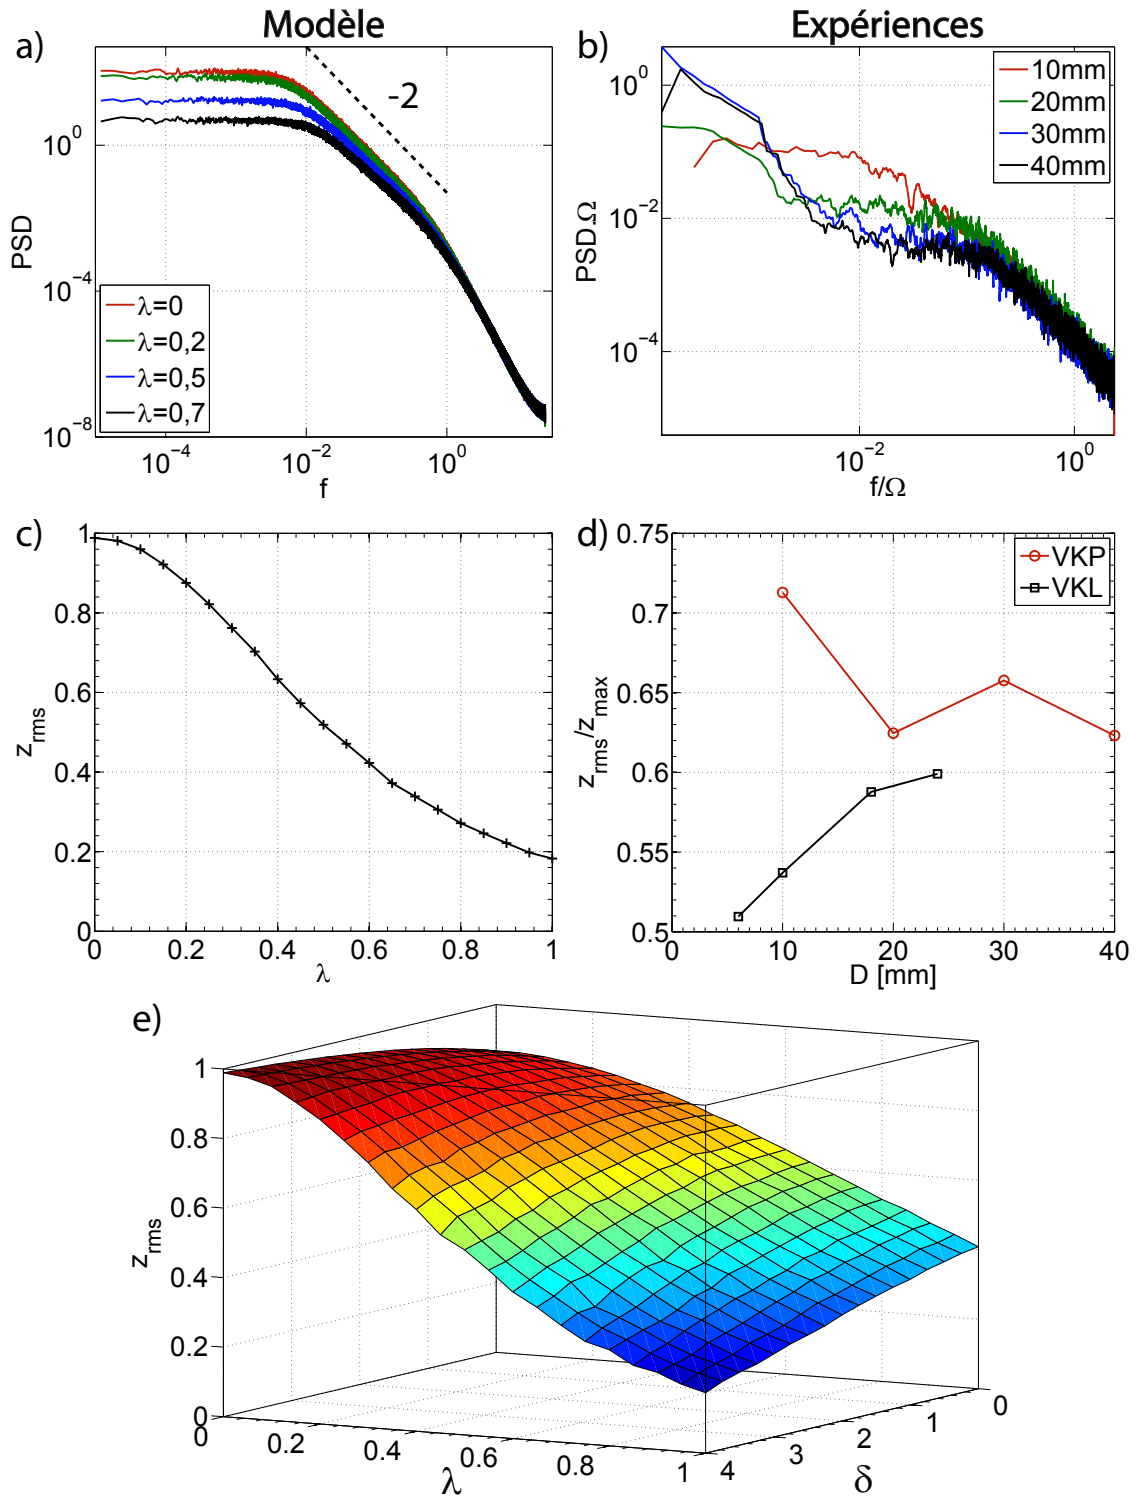 Modèle
a)
-2
PSD
10^0
10^-4
10^-8
λ=0
λ=0,2
λ=0,5
λ=0,7
10^-4 10^-2 10^0
f
Expériences
b)
10mm
20mm
30mm
40mm
PSD.Ω
10^0
10^-2
10^-4
10^-2 10^0
f/Ω
c)
z_rms
1
0.8
0.6
0.4
0.2
0
0 0.2 0.4 0.6 0.8 1
λ
d)
VKP
VKL
z_rms/z_max
0.75
0.7
0.65
0.6
0.55
0.5
0 10 20 30 40
D [mm]
e)
z_rms
1
0.8
0.6
0.4
0.2
0
0 0.2 0.4 0.6 0.8 1
λ
4 3 2 1 0
δ